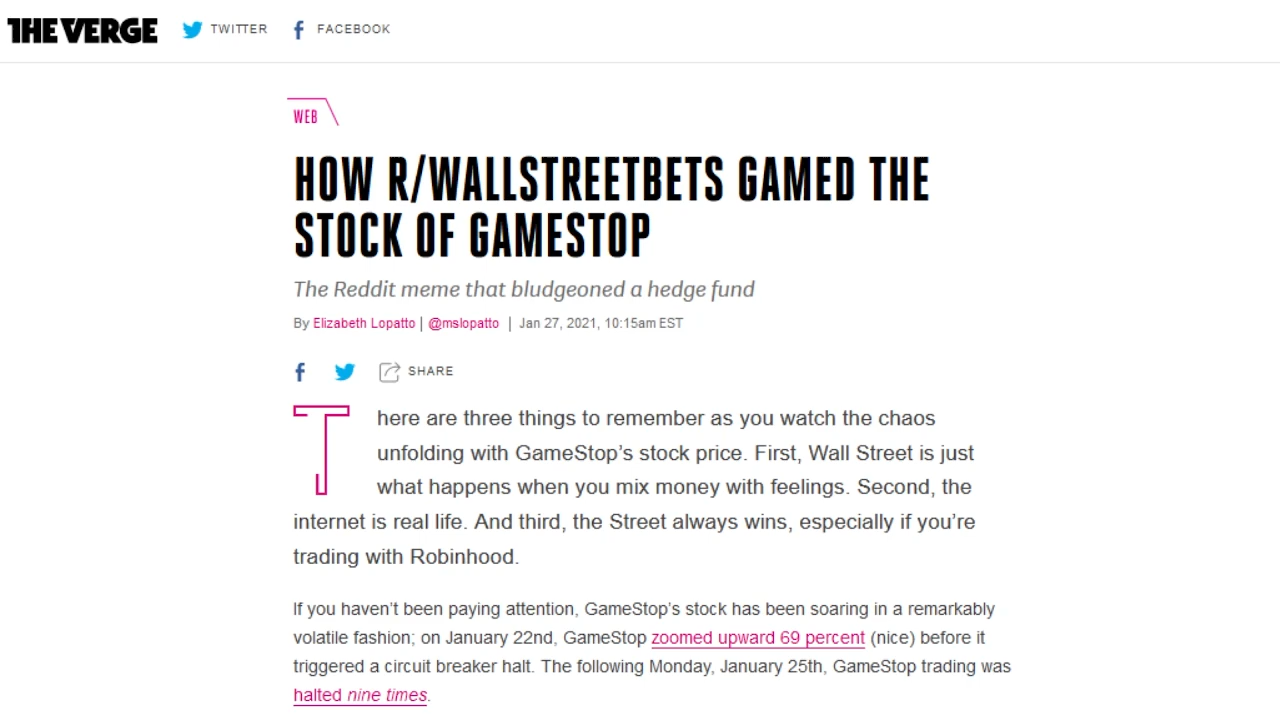 THE VERGE TWITTER FACEBOOK
WEB
HOW R/WALLSTREETBETS GAMED THE
STOCK OF GAMESTOP
The Reddit meme that bludgeoned a hedge fund
By Elizabeth Lopatto | @mslopatto | Jan 27, 2021, 10:15am EST
SHARE
There are three things to remember as you watch the chaos
unfolding with GameStop’s stock price. First, Wall Street is just
what happens when you mix money with feelings. Second, the
internet is real life. And third, the Street always wins, especially if you’re
trading with Robinhood.
If you haven’t been paying attention, GameStop’s stock has been soaring in a remarkably
volatile fashion; on January 22nd, GameStop zoomed upward 69 percent (nice) before it
triggered a circuit breaker halt. The following Monday, January 25th, GameStop trading was
halted nine times.